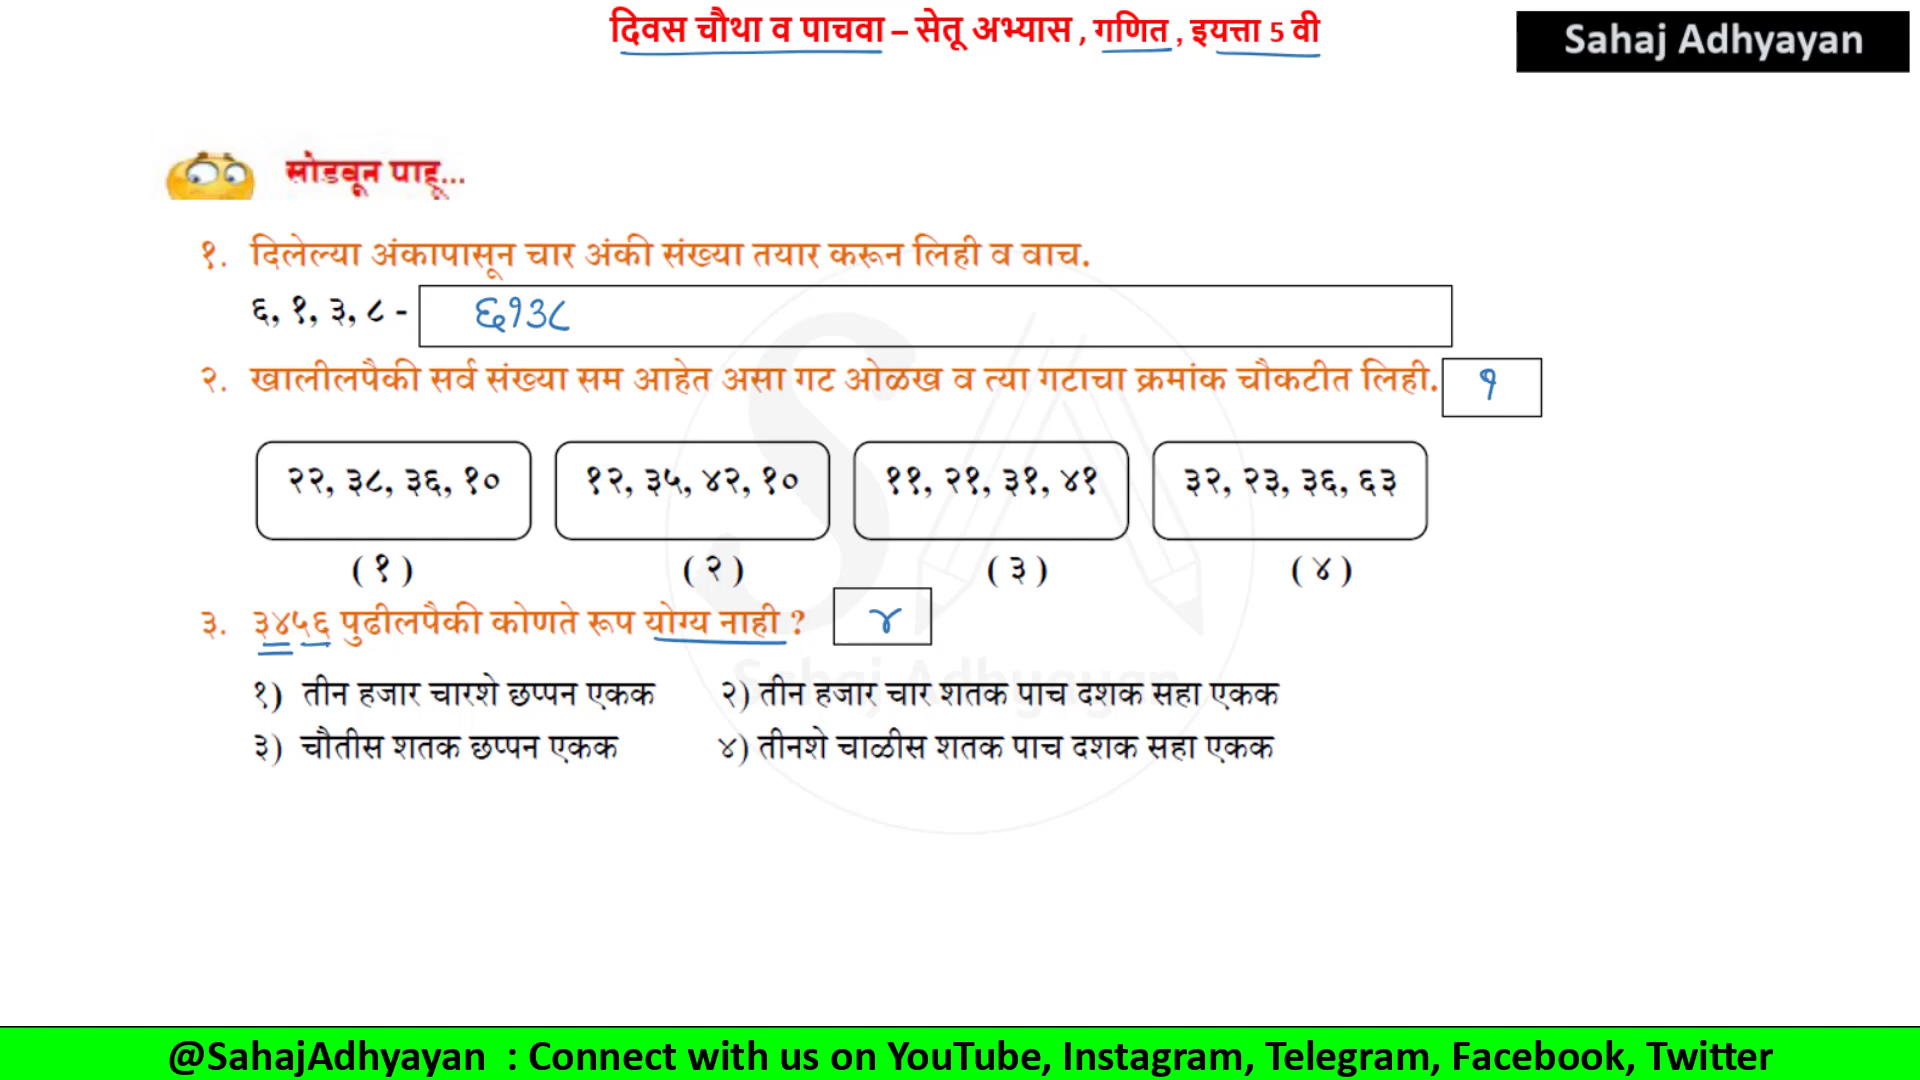 दिवस चौथा व पाचवा – सेतू अभ्यास , गणित , इयत्ता 5 वी
Sahaj Adhyayan
सोडवून पाहू...
१. दिलेल्या अंकापासून चार अंकी संख्या तयार करून लिही व वाच.
६, १, ३, ८ - ६१३८
२. खालीलपैकी सर्व संख्या सम आहेत असा गट ओळख व त्या गटाचा क्रमांक चौकटीत लिही. १
२२, ३८, ३६, १० १२, ३५, ४२, १० ११, २१, ३१, ४१ ३२, २३, ३६, ६३
( १ ) ( २ ) ( ३ ) ( ४ )
३. ३४५६ पुढीलपैकी कोणते रूप योग्य नाही ? ४
Sahaj Adhyayan
१) तीन हजार चारशे छप्पन एकक २) तीन हजार चार शतक पाच दशक सहा एकक
३) चौतीस शतक छप्पन एकक ४) तीनशे चाळीस शतक पाच दशक सहा एकक
@SahajAdhyayan : Connect with us on YouTube, Instagram, Telegram, Facebook, Twitter